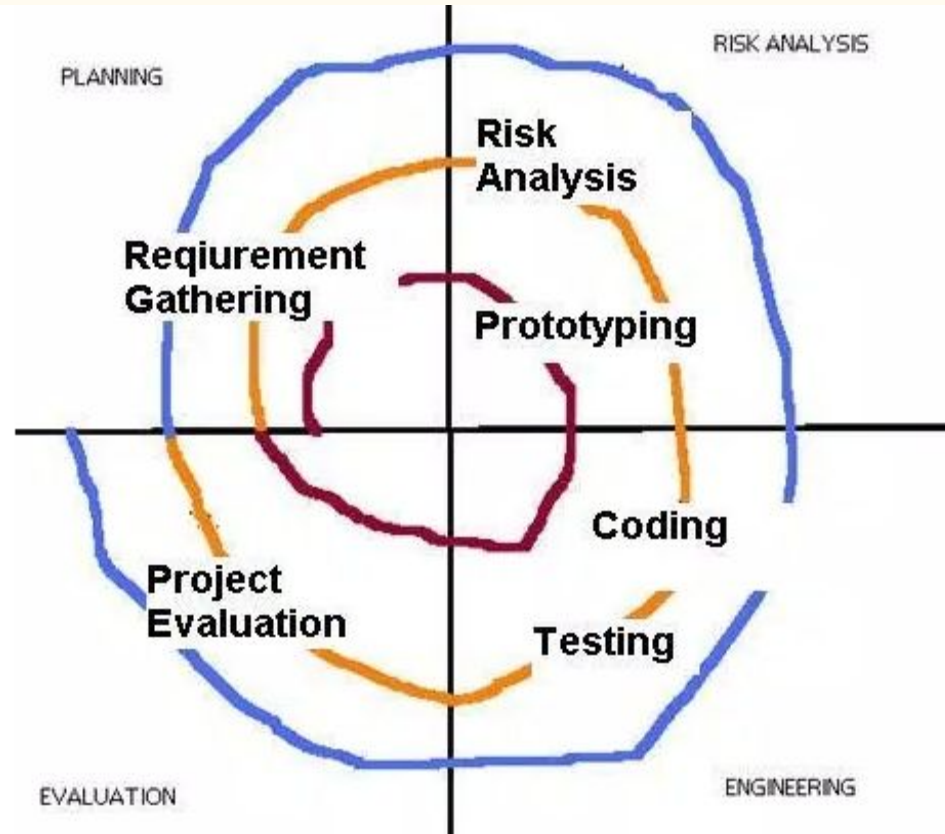 PLANNING
RISK ANALYSIS
Risk
Analysis
Reqiurement
Gathering
Prototyping
Coding
Project
Evaluation
Testing
EVALUATION
ENGINEERING